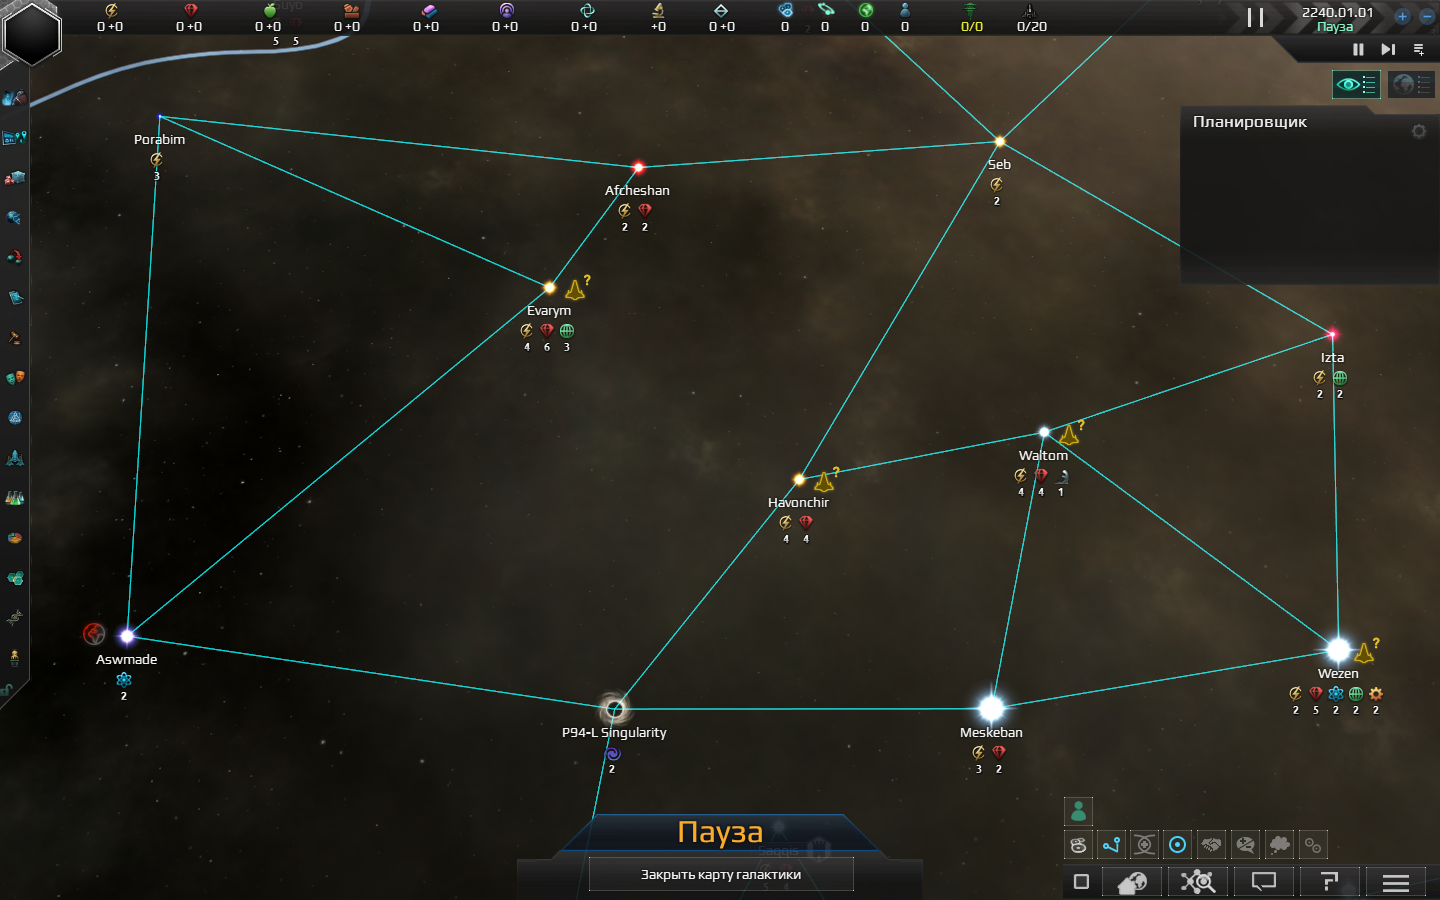 0 +0
0 +0
0 +0
0 +0
0 +0
0 +0
0 +0
+0
0 +0
0
0
0
0
0/0
0/20
2240.01.01
Пауза
5 5
Планировщик
Porabim
3
Afcheshan
2 2
Seb
2
Evarym
4 6 3
?
Izta
2 2
Waltom
4 4 1
?
Havonchir
4 4
?
Aswmade
2
P94-L Singularity
2
Meskeban
3 2
Wezen
2 5 2 2 2
?
Пауза
Saqqis
Закрыть карту галактики